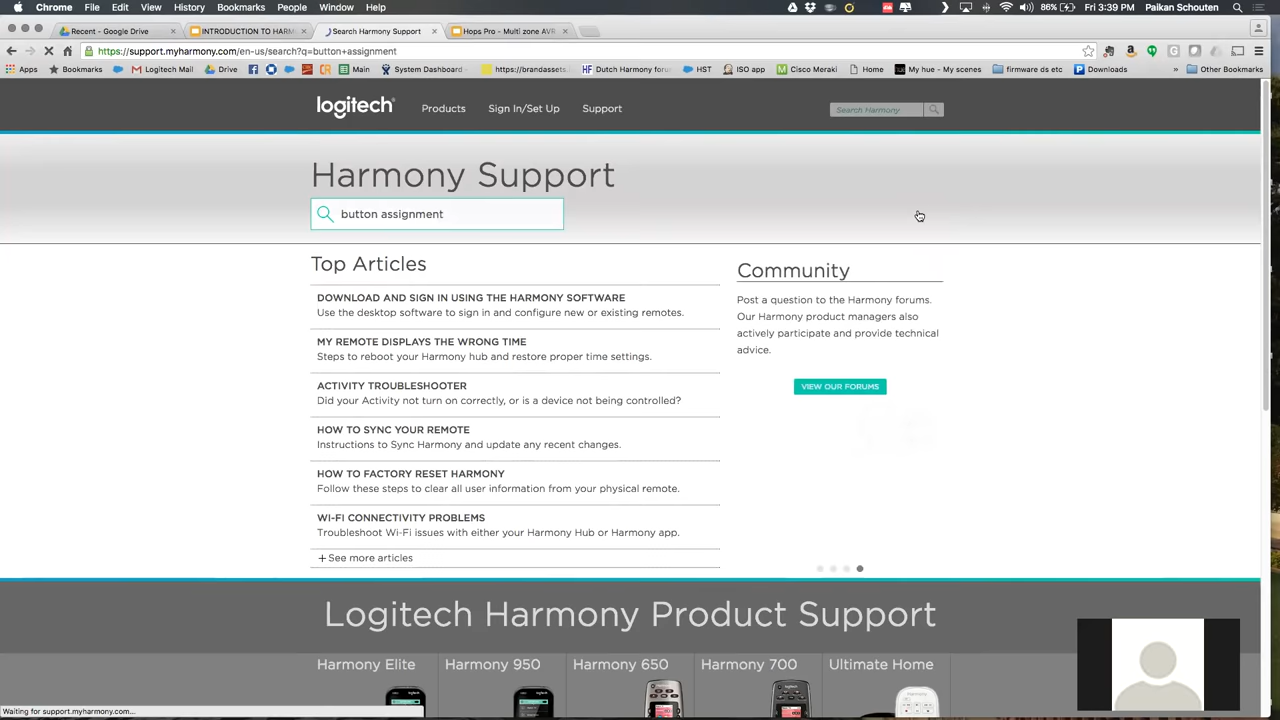 Chrome File Edit View History Bookmarks People Window Help 86% Fri 3:39 PM Paikan Schouten
Recent - Google Drive INTRODUCTION TO HARM Search Harmony Support Hops Pro - Multi zone AVR
https://support.myharmony.com/en-us/search?q=button+assignment
Apps Bookmarks Logitech Mail Drive Main System Dashboard https://brandassets. Dutch Harmony forum HST ISO app Cisco Meraki Home My hue - My scenes firmware ds etc Downloads » Other Bookmarks
logitech Products Sign In/Set Up Support Search Harmony
Harmony Support
button assignment
Top Articles
DOWNLOAD AND SIGN IN USING THE HARMONY SOFTWARE
Use the desktop software to sign in and configure new or existing remotes.
MY REMOTE DISPLAYS THE WRONG TIME
Steps to reboot your Harmony hub and restore proper time settings.
ACTIVITY TROUBLESHOOTER
Did your Activity not turn on correctly, or is a device not being controlled?
HOW TO SYNC YOUR REMOTE
Instructions to Sync Harmony and update any recent changes.
HOW TO FACTORY RESET HARMONY
Follow these steps to clear all user information from your physical remote.
WI-FI CONNECTIVITY PROBLEMS
Troubleshoot Wi-Fi issues with either your Harmony Hub or Harmony app.
+See more articles
Community
Post a question to the Harmony forums.
Our Harmony product managers also
actively participate and provide technical
advice.
VIEW OUR FORUMS
Logitech Harmony Product Support
Harmony Elite Harmony 950 Harmony 650 Harmony 700 Ultimate Home
Waiting for support.myharmony.com...